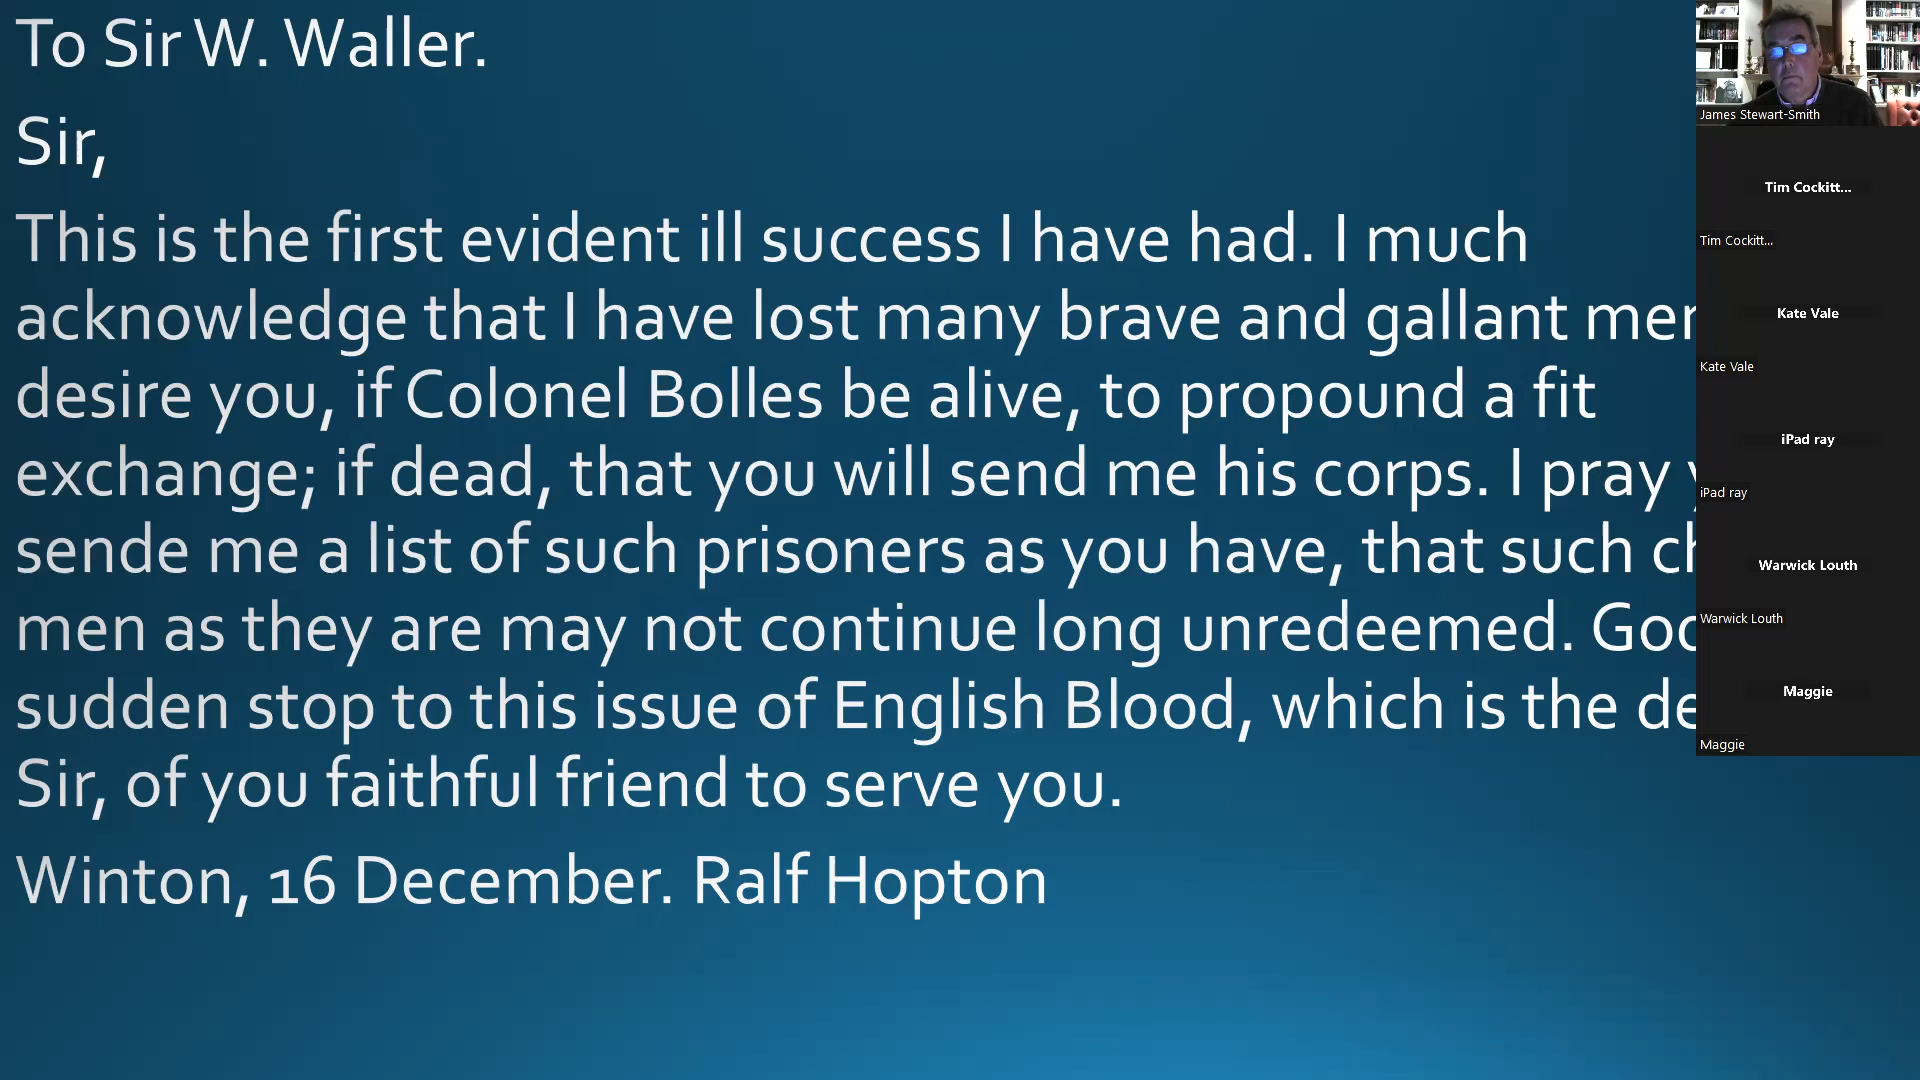 To Sir W. Waller.
Sir,
This is the first evident ill success I have had. I much
acknowledge that I have lost many brave and gallant
desire you, if Colonel Bolles be alive, to propound a fit
exchange; if dead, that you will send me his corps. I pray
sende me a list of such prisoners as you have, that such
men as they are may not continue long unredeemed.
sudden stop to this issue of English Blood, which is the
Sir, of you faithful friend to serve you.
Winton, 16 December. Ralf Hopton
James Stewart-Smith
Tim Cockitt...
Tim Cockitt...
Kate Vale
Kate Vale
iPad ray
iPad ray
Warwick Louth
Warwick Louth
Maggie
Maggie